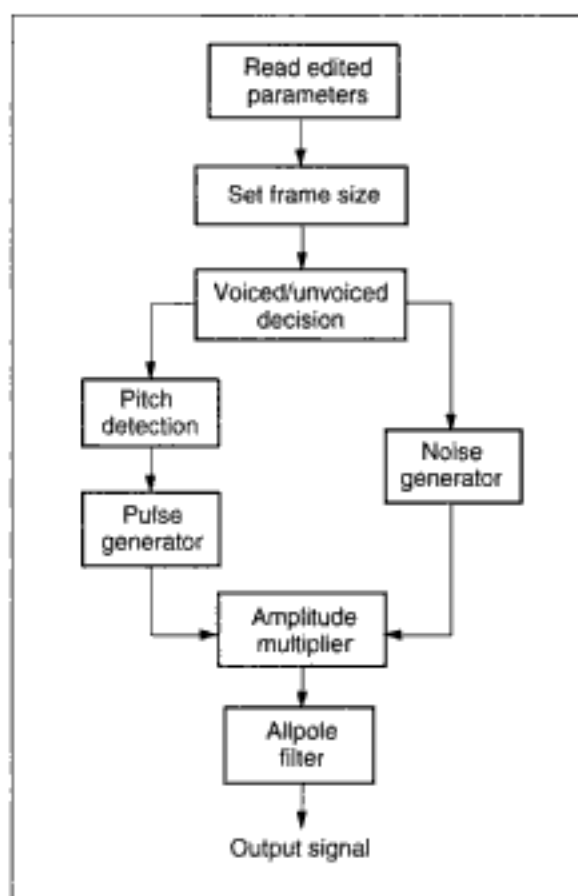 Read edited
parameters
Set frame size
Voiced/unvoiced
decision
Pitch
detection
Noise
generator
Pulse
generator
Amplitude
multiplier
Allpole
filter
Output signal